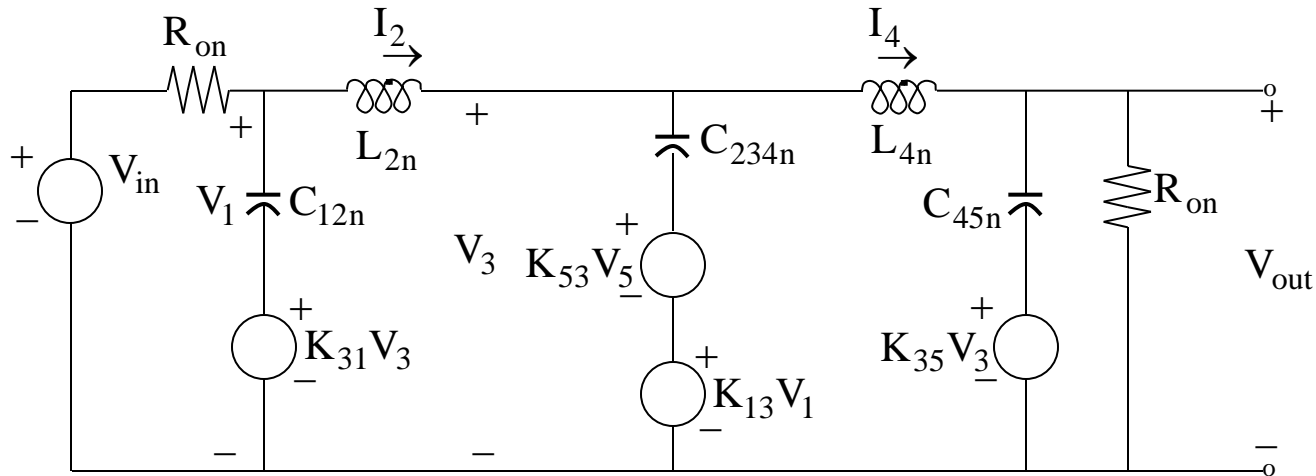 R_on
I_2
I_4
+
+
+
L_2n
C_234n
L_4n
+
V_in
−
V_1
C_12n
C_45n
R_on
V_3
+
K_53V_5
−
V_out
+
K_31V_3
−
+
K_13V_1
−
+
K_35V_3
−
−
−
−